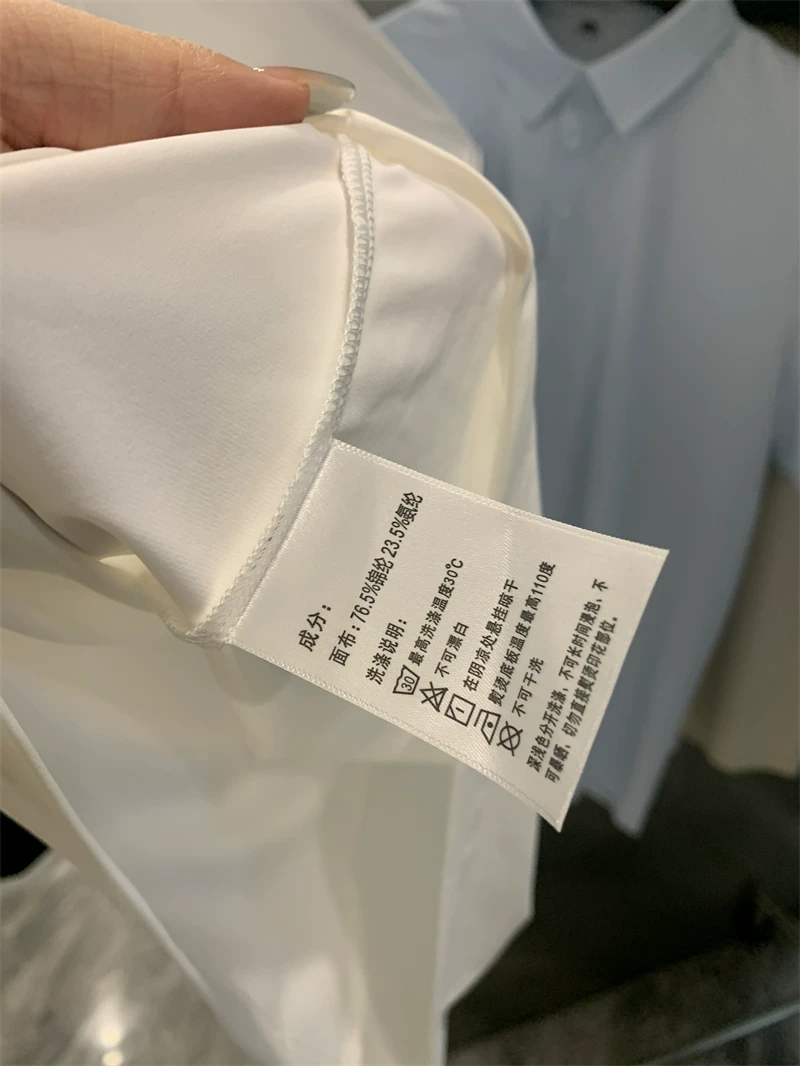 成分：
面布：76.5%锦纶 23.5%氨纶
洗涤说明：
30 最高洗涤温度30℃
不可漂白
在阴凉处悬挂晾干
熨烫底板温度最高110度
不可干洗
深浅色分开洗涤，不可长时间浸泡，不
可暴晒，切勿直接熨烫印花部位。